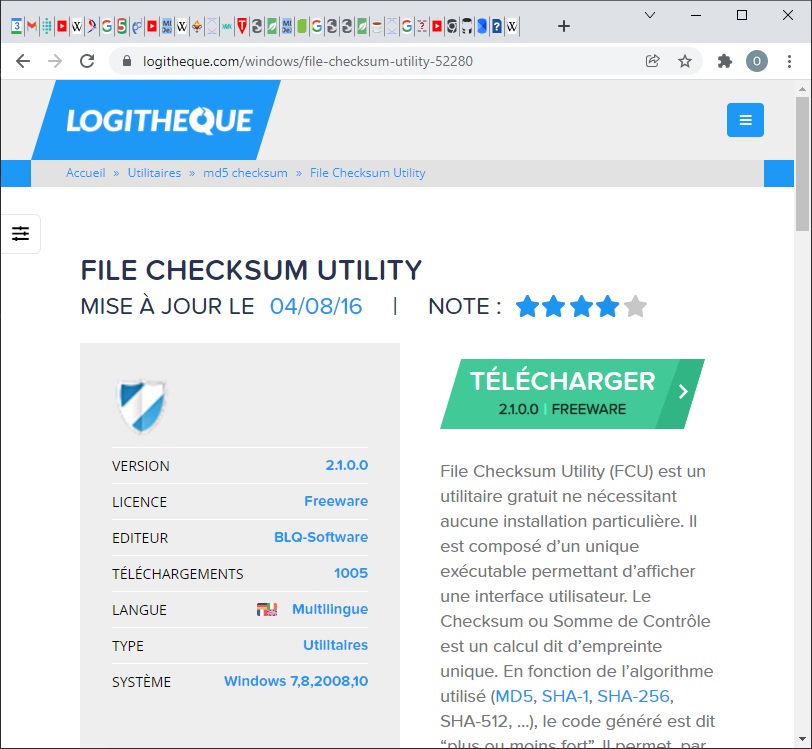 logitheque.com/windows/file-checksum-utility-52280
O
LOGITHEQUE
Accueil » Utilitaires » md5 checksum » File Checksum Utility
FILE CHECKSUM UTILITY
MISE À JOUR LE 04/08/16 | NOTE :
VERSION 2.1.0.0
LICENCE Freeware
EDITEUR BLQ-Software
TÉLÉCHARGEMENTS 1005
LANGUE Multilingue
TYPE Utilitaires
SYSTÈME Windows 7,8,2008,10
TÉLÉCHARGER
2.1.0.0 | FREEWARE
File Checksum Utility (FCU) est un
utilitaire gratuit ne nécessitant
aucune installation particulière. Il
est composé d’un unique
exécutable permettant d’afficher
une interface utilisateur. Le
Checksum ou Somme de Contrôle
est un calcul dit d’empreinte
unique. En fonction de l’algorithme
utilisé (MD5, SHA-1, SHA-256,
SHA-512, …), le code généré est dit
“plus ou moins fort”. Il permet, par